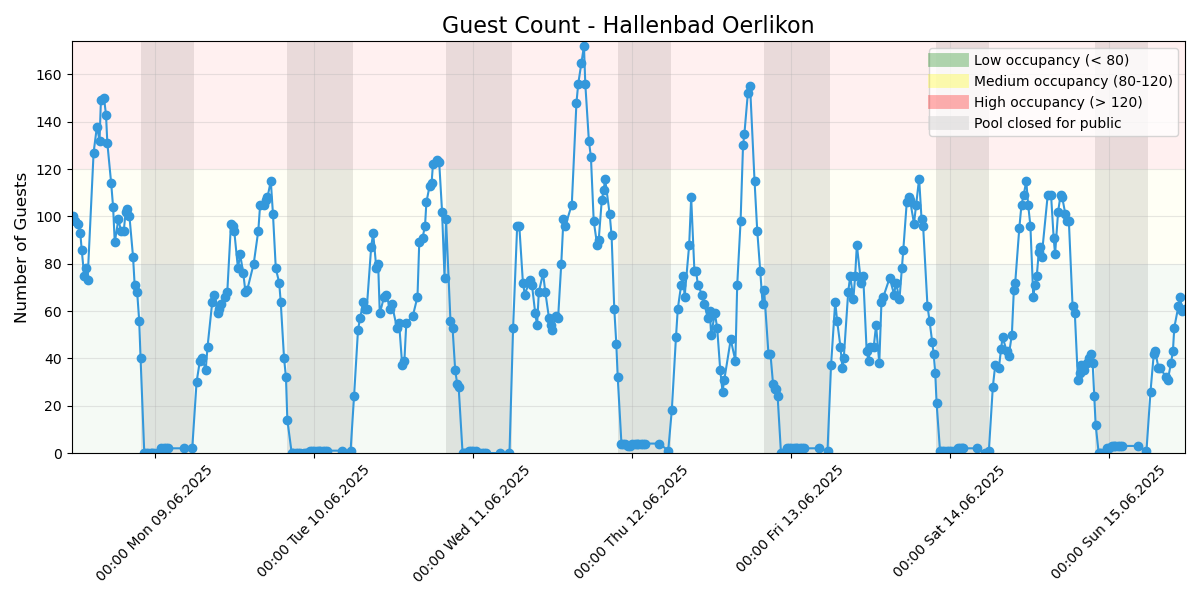 Guest Count - Hallenbad Oerlikon
Low occupancy (< 80)
Medium occupancy (80-120)
High occupancy (> 120)
Pool closed for public
Number of Guests
160
140
120
100
80
60
40
20
0
00:00 Mon 09.06.2025
00:00 Tue 10.06.2025
00:00 Wed 11.06.2025
00:00 Thu 12.06.2025
00:00 Fri 13.06.2025
00:00 Sat 14.06.2025
00:00 Sun 15.06.2025